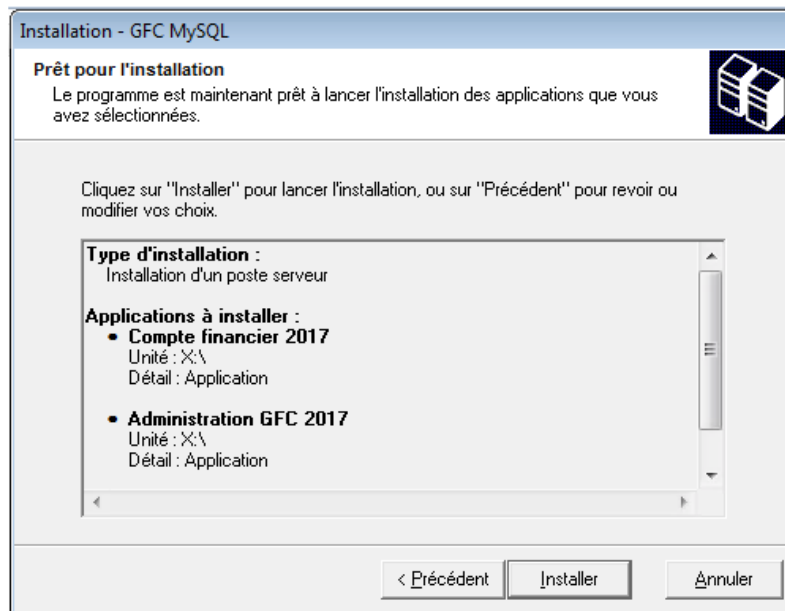 Installation - GFC MySQL
Prêt pour l'installation
Le programme est maintenant prêt à lancer l'installation des applications que vous
avez sélectionnées.
Cliquez sur "Installer" pour lancer l'installation, ou sur "Précédent" pour revoir ou
modifier vos choix.
Type d'installation :
Installation d'un poste serveur
Applications à installer :
• Compte financier 2017
Unité : X:\
Détail : Application
• Administration GFC 2017
Unité : X:\
Détail : Application
< Précédent Installer Annuler